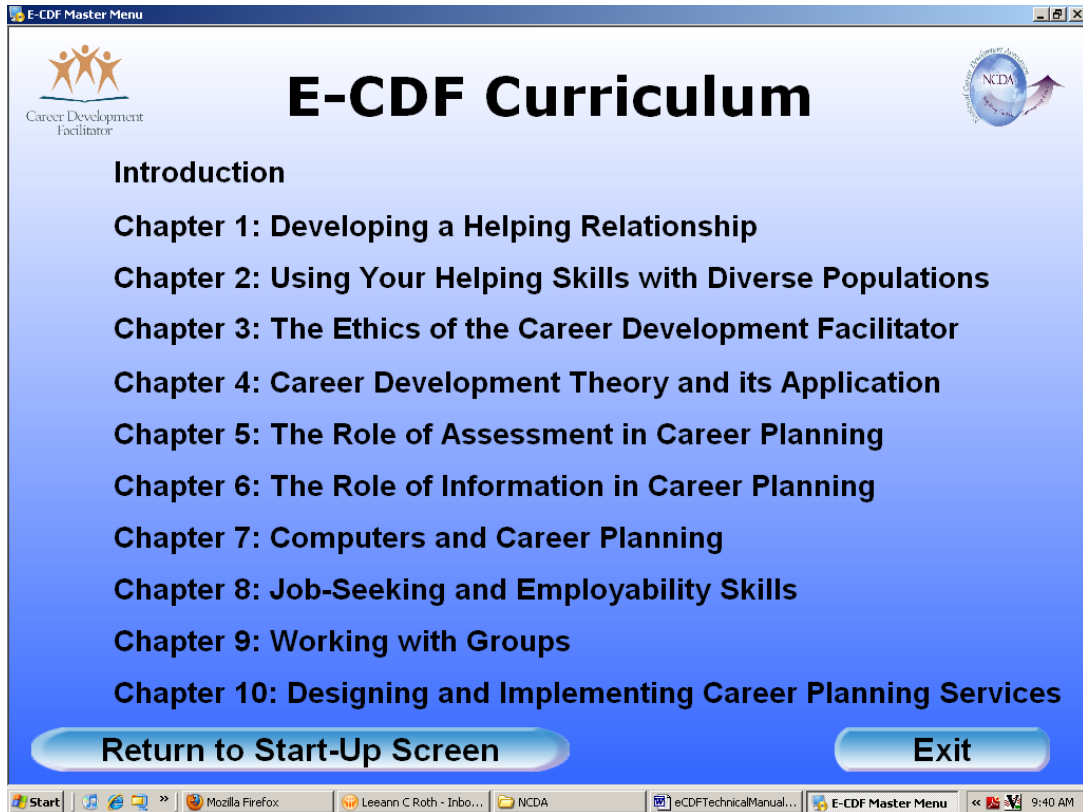 E-CDF Master Menu
Career Development
Facilitator
E-CDF Curriculum
NCDA
Introduction
Chapter 1: Developing a Helping Relationship
Chapter 2: Using Your Helping Skills with Diverse Populations
Chapter 3: The Ethics of the Career Development Facilitator
Chapter 4: Career Development Theory and its Application
Chapter 5: The Role of Assessment in Career Planning
Chapter 6: The Role of Information in Career Planning
Chapter 7: Computers and Career Planning
Chapter 8: Job-Seeking and Employability Skills
Chapter 9: Working with Groups
Chapter 10: Designing and Implementing Career Planning Services
Return to Start-Up Screen
Exit
Start
Mozilla Firefox
Leeann C Roth - Inbo...
NCDA
eCDFTechnicalManual...
E-CDF Master Menu
9:40 AM